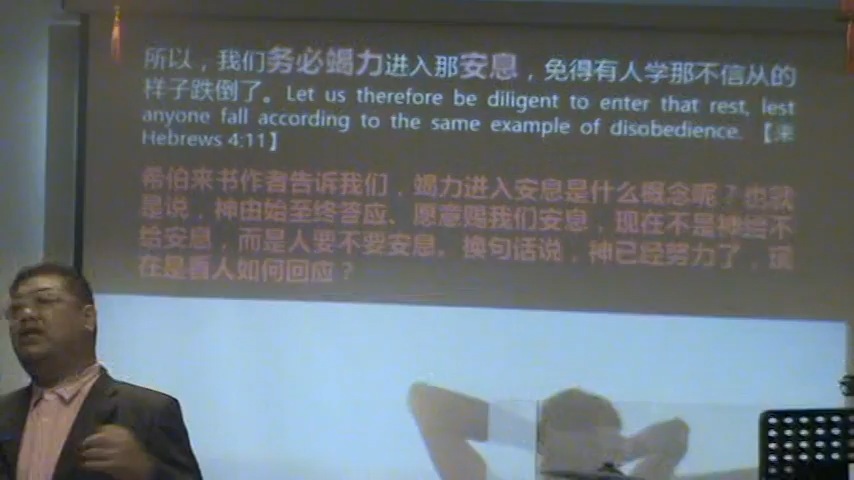 所以，我们务必竭力进入那安息，免得有人学那不信从的
样子跌倒了。Let us therefore be diligent to enter that rest, lest
anyone fall according to the same example of disobedience. 【来
Hebrews 4:11】
希伯来书作者告诉我们，竭力进入安息是什么概念呢？也就
是说，神由始至终答应、愿意赐我们安息，现在不是神给不
给安息，而是人要不要安息。换句话说，神已经努力了，现
在是看人如何回应？